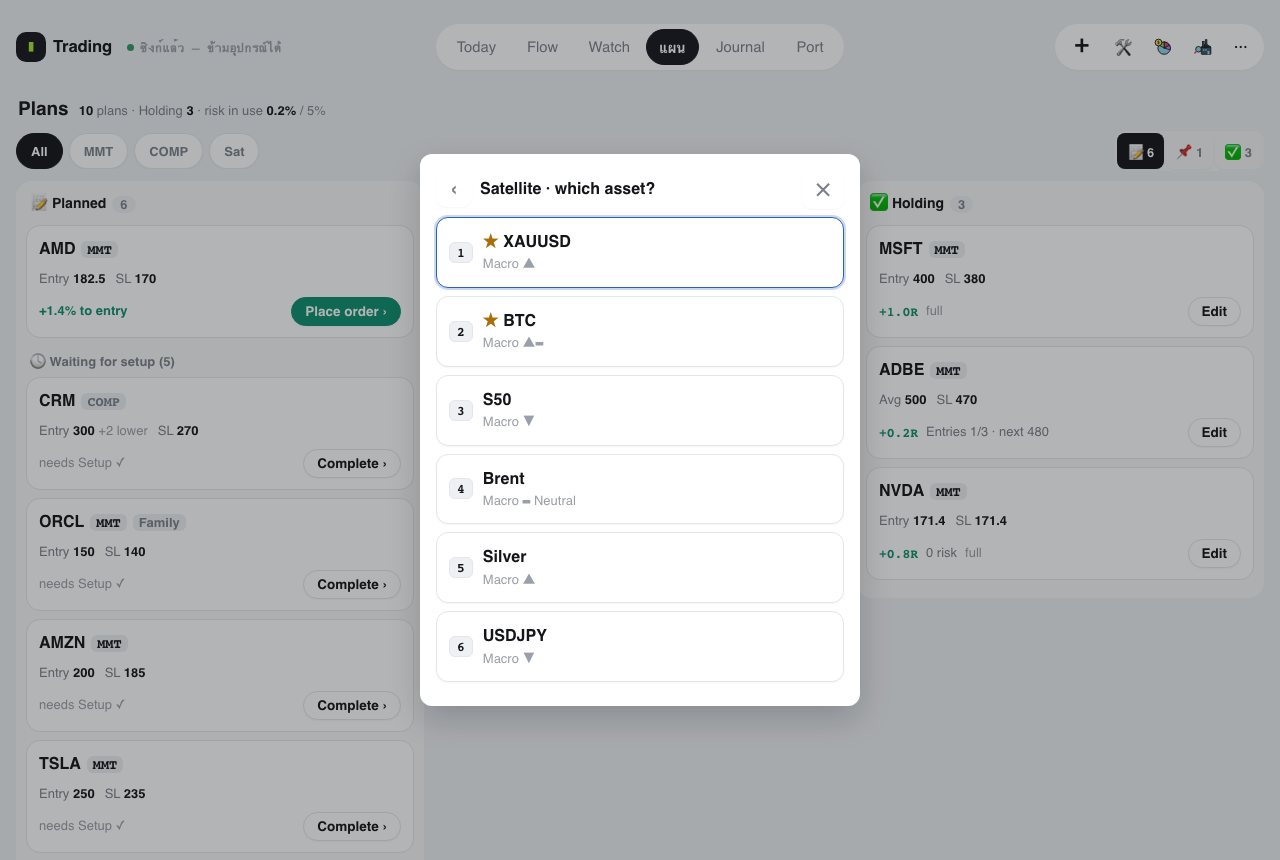 Trading
ซิงก์แล้ว — ข้ามอุปกรณ์ได้
Today
Flow
Watch
แผน
Journal
Port
Plans
10 plans · Holding 3 · risk in use 0.2% / 5%
All
MMT
COMP
Sat
6
1
3
Planned 6
AMD MMT
Entry 182.5 SL 170
+1.4% to entry
Place order ›
Waiting for setup (5)
CRM COMP
Entry 300 +2 lower SL 270
needs Setup ✓
Complete ›
ORCL MMT Family
Entry 150 SL 140
needs Setup ✓
Complete ›
AMZN MMT
Entry 200 SL 185
needs Setup ✓
Complete ›
TSLA MMT
Entry 250 SL 235
needs Setup ✓
Complete ›
Satellite · which asset?
1
★ XAUUSD
Macro ▲
2
★ BTC
Macro ▲▬
3
S50
Macro ▼
4
Brent
Macro ▬ Neutral
5
Silver
Macro ▲
6
USDJPY
Macro ▼
Holding 3
MSFT MMT
Entry 400 SL 380
+1.0R full
Edit
ADBE MMT
Avg 500 SL 470
+0.2R Entries 1/3 · next 480
Edit
NVDA MMT
Entry 171.4 SL 171.4
+0.8R 0 risk full
Edit